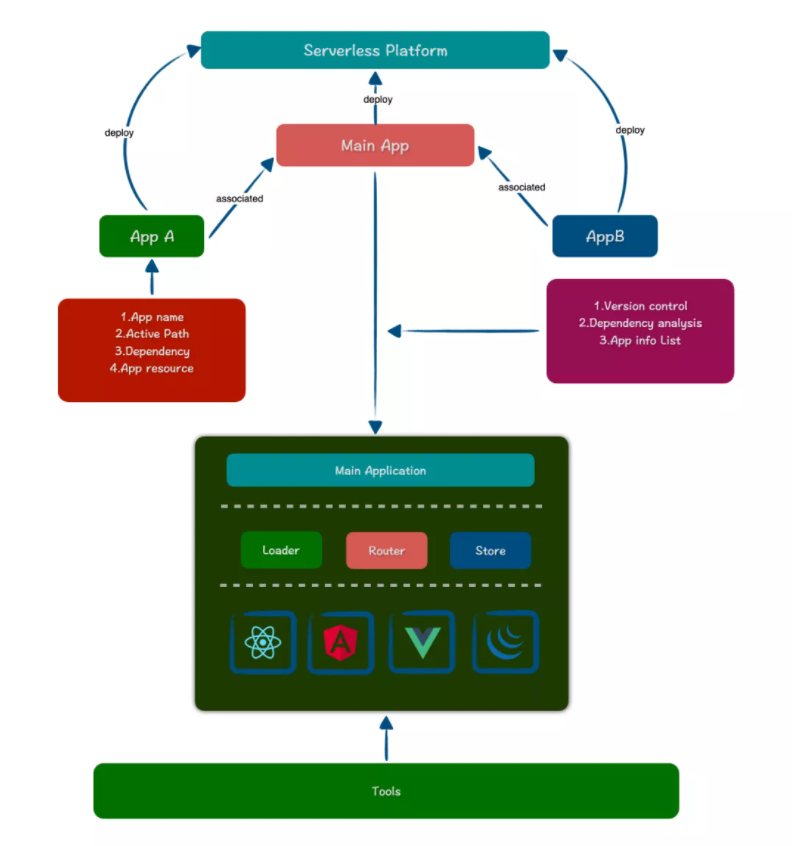 Serverless Platform
deploy
deploy
deploy
Main App
associated
associated
App A
AppB
1.App name
2.Active Path
3.Dependency
4.App resource
1.Version control
2.Dependency analysis
3.App info List
Main Application
Loader
Router
Store
Tools